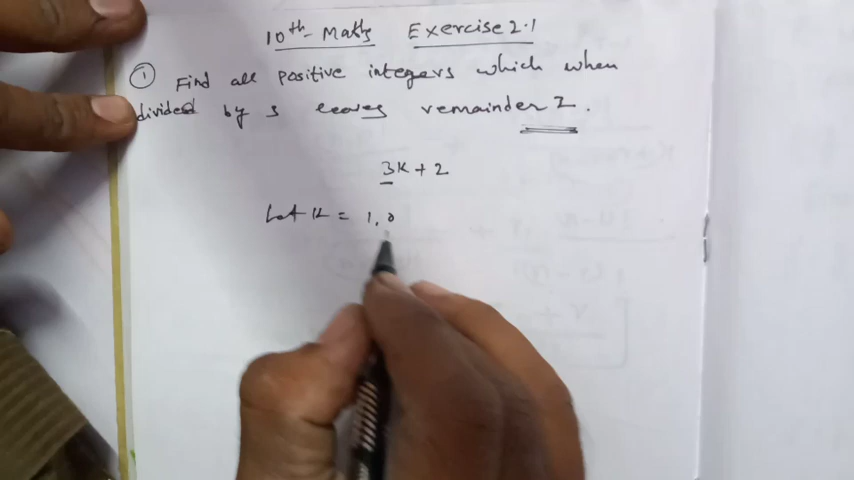 10th Maths Exercise 2.1
① Find all positive integers which when
divided by 3 leaves remainder 2.
3K + 2
Let K = 1, 0